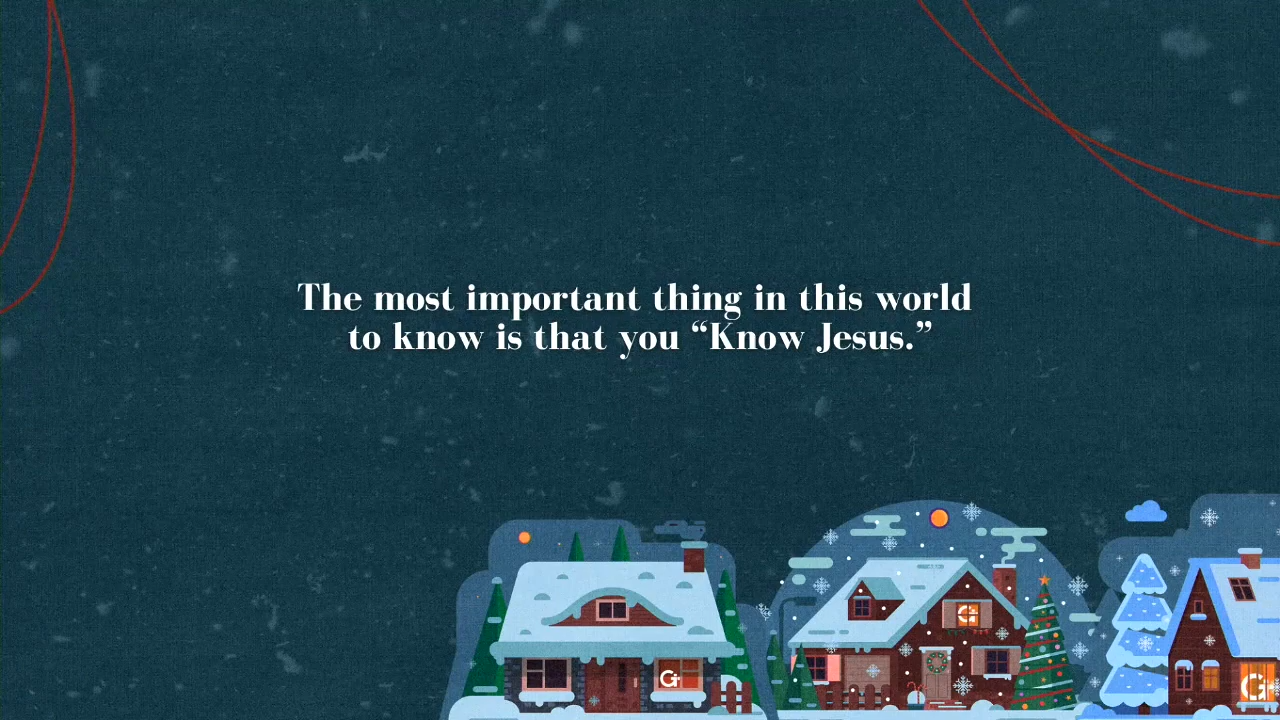 The most important thing in this world
to know is that you “Know Jesus.”